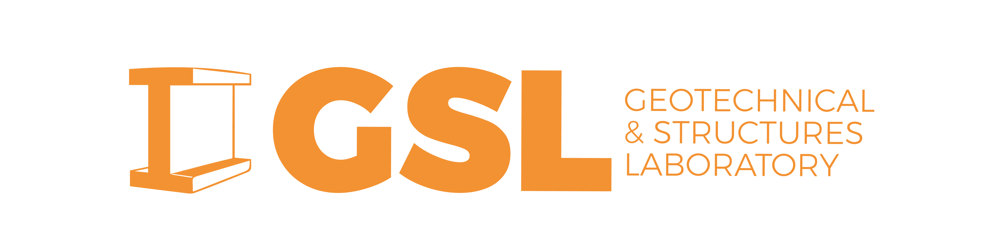 GSL
GEOTECHNICAL
& STRUCTURES
LABORATORY